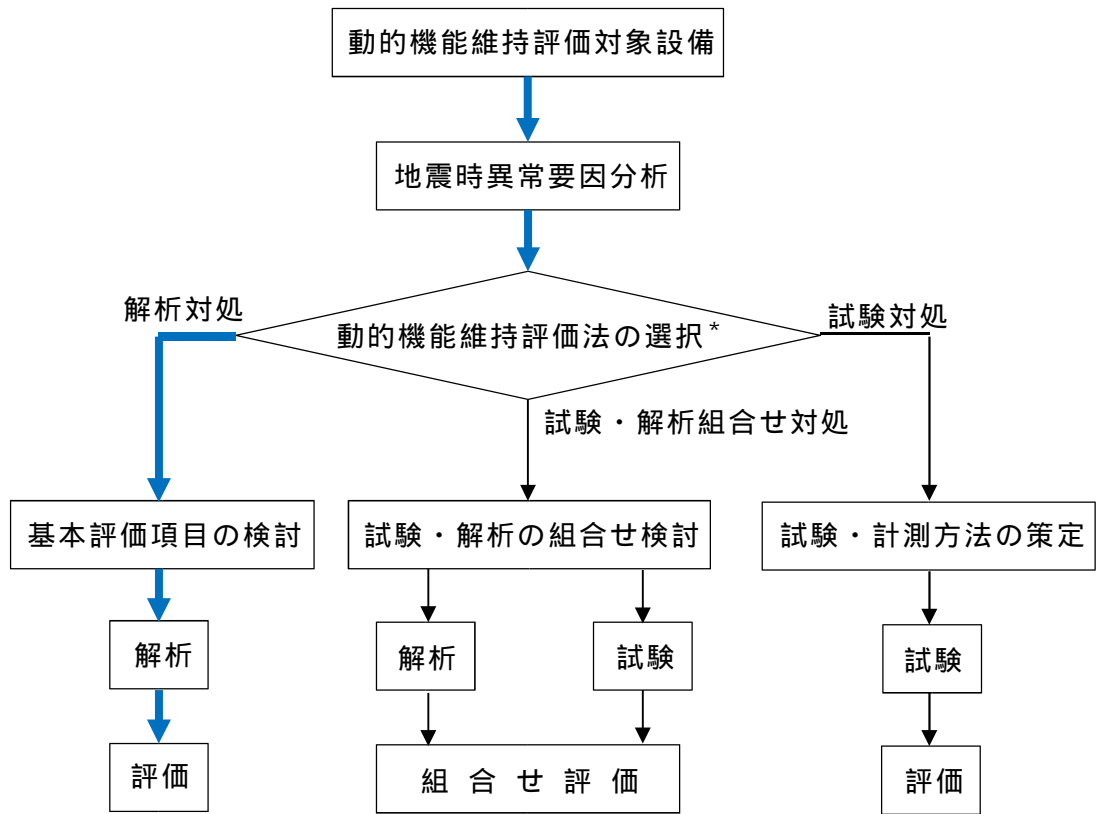 動的機能維持評価対象設備
地震時異常要因分析
解析対処
動的機能維持評価法の選択*
試験対処
試験・解析組合せ対処
基本評価項目の検討
試験・解析の組合せ検討
試験・計測方法の策定
解析
解析
試験
試験
評価
組合せ評価
評価